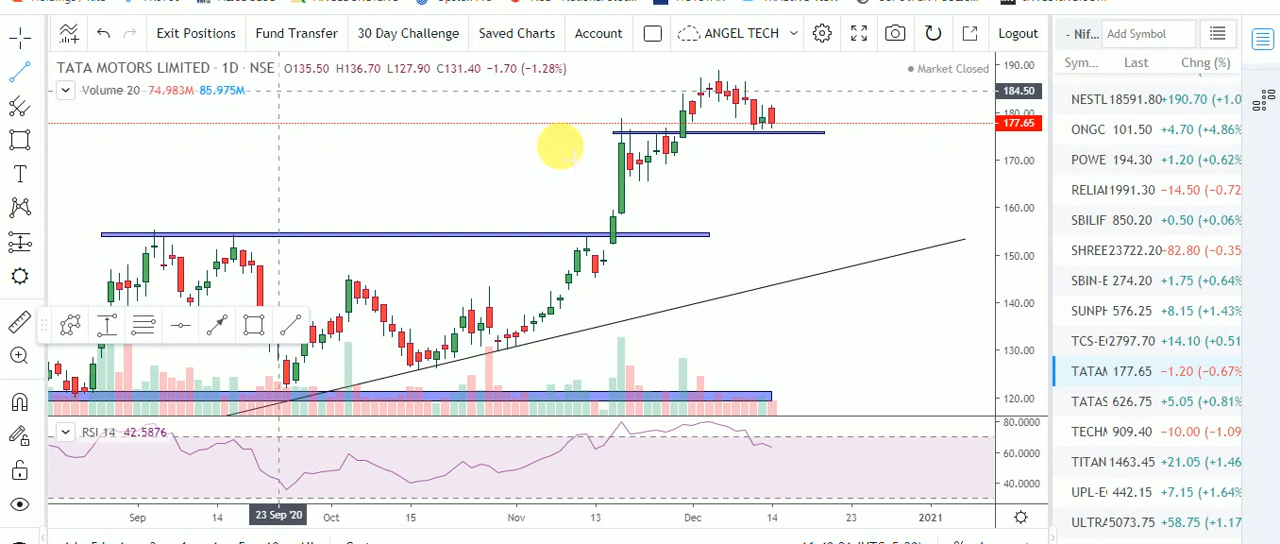 Exit Positions Fund Transfer 30 Day Challenge Saved Charts Account ANGEL TECH Logout
- Nif... Add Symbol
TATA MOTORS LIMITED · 1D · NSE O135.50 H136.70 L127.90 C131.40 -1.70 (-1.28%)
Market Closed
Volume 20 74.983M 85.975M
190.00
184.50
180.00
177.65
170.00
160.00
150.00
140.00
130.00
120.00
RSI 14 42.5876
80.0000
60.0000
40.0000
Sep 14 23 Sep '20 Oct 15 Nov 13 Dec 14 23 2021
Sym... Last Chng (%)
NESTL 18591.80 +190.70 (+1.0
ONGC 101.50 +4.70 (+4.86%
POWE 194.30 +1.20 (+0.62%
RELIAI 1991.30 -14.50 (-0.72
SBILIF 850.20 +0.50 (+0.06%
SHREE 23722.20 -82.80 (-0.35
SBIN-E 274.20 +1.75 (+0.64%
SUNPI 576.25 +8.15 (+1.43%
TCS-E 2797.70 +14.10 (+0.51
TATAM 177.65 -1.20 (-0.67%
TATAS 626.75 +5.05 (+0.81%
TECHM 909.40 -10.00 (-1.09
TITAN 1463.45 +21.05 (+1.46
UPL-E 442.15 +7.15 (+1.64%
ULTRA 5073.75 +58.75 (+1.17